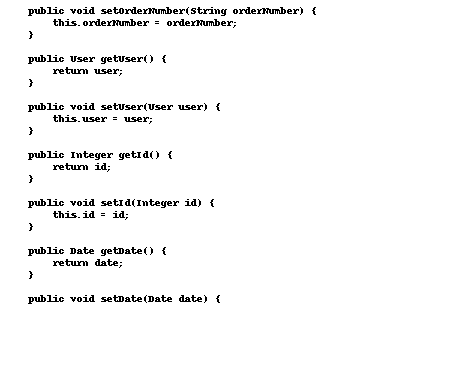 public void setOrderNumber(String orderNumber) {
this.orderNumber = orderNumber;
}
public User getUser() {
return user;
}
public void setUser(User user) {
this.user = user;
}
public Integer getId() {
return id;
}
public void setId(Integer id) {
this.id = id;
}
public Date getDate() {
return date;
}
public void setDate(Date date) {